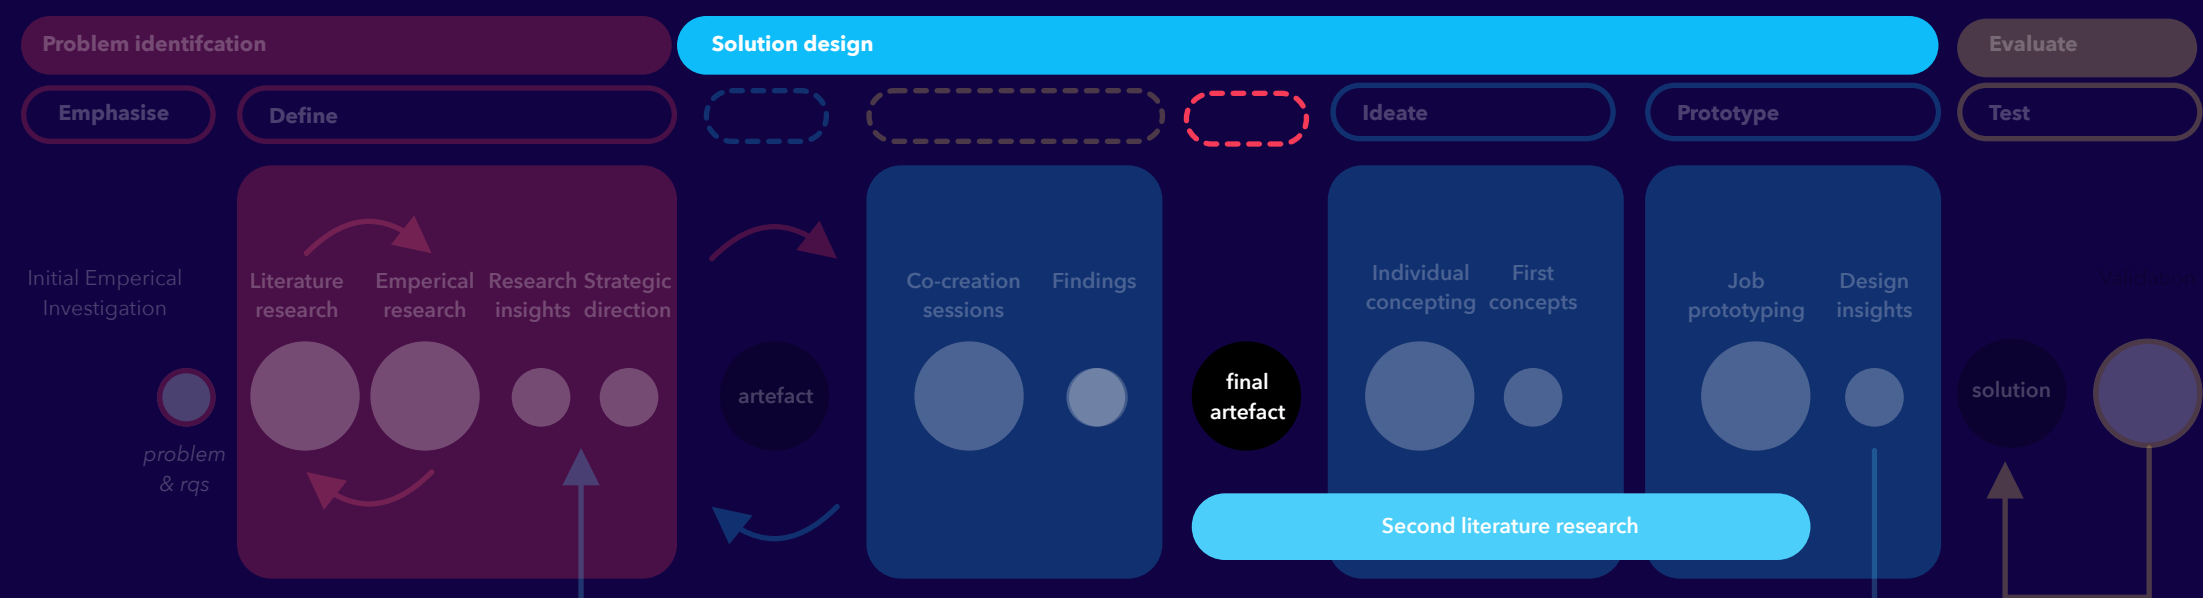 Problem identifcation
Solution design
Evaluate
Emphasise
Define
Ideate
Prototype
Test
Initial Emperical
Investigation
problem
& rqs
Literature
research
Emperical
research
Research
insights
Strategic
direction
artefact
Co-creation
sessions
Findings
final
artefact
Individual
concepting
First
concepts
Job
prototyping
Design
insights
solution
Second literature research